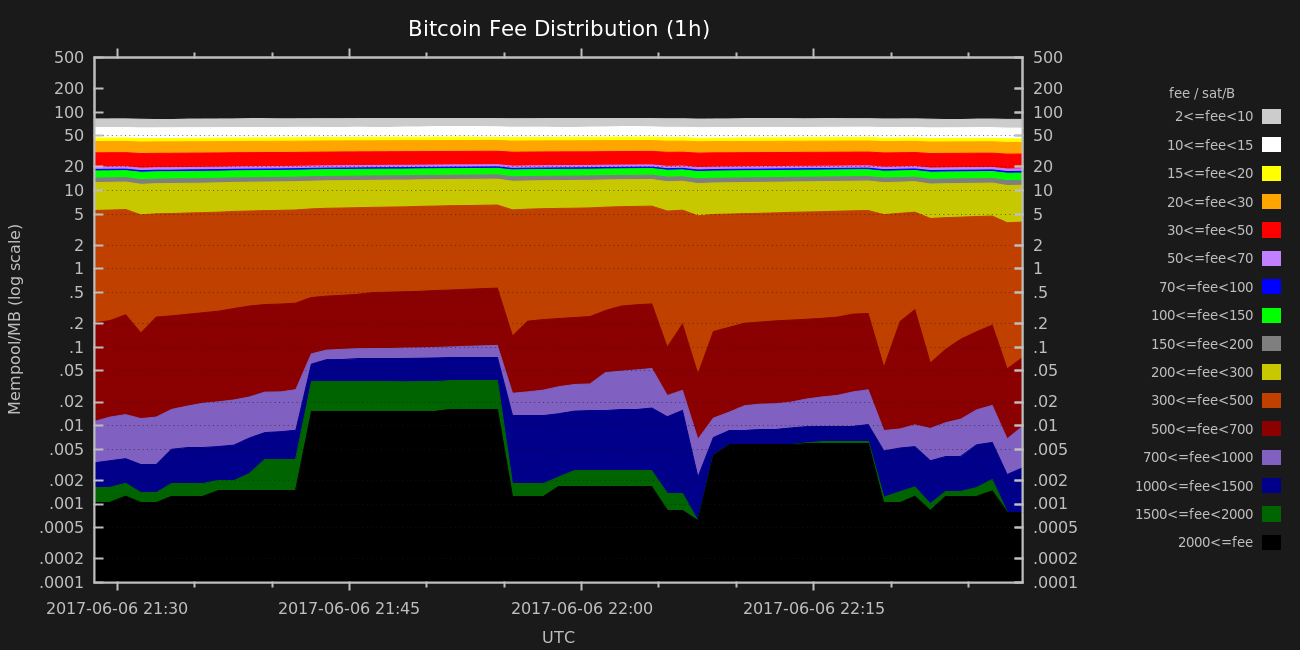 Bitcoin Fee Distribution (1h)
500
200
100
50
20
10
5
2
1
.5
.2
.1
.05
.02
.01
.005
.002
.001
.0005
.0002
.0001
Mempool/MB (log scale)
500
200
100
50
20
10
5
2
1
.5
.2
.1
.05
.02
.01
.005
.002
.001
.0005
.0002
.0001
2017-06-06 21:30
2017-06-06 21:45
2017-06-06 22:00
2017-06-06 22:15
UTC
fee / sat/B
2<=fee<10
10<=fee<15
15<=fee<20
20<=fee<30
30<=fee<50
50<=fee<70
70<=fee<100
100<=fee<150
150<=fee<200
200<=fee<300
300<=fee<500
500<=fee<700
700<=fee<1000
1000<=fee<1500
1500<=fee<2000
2000<=fee